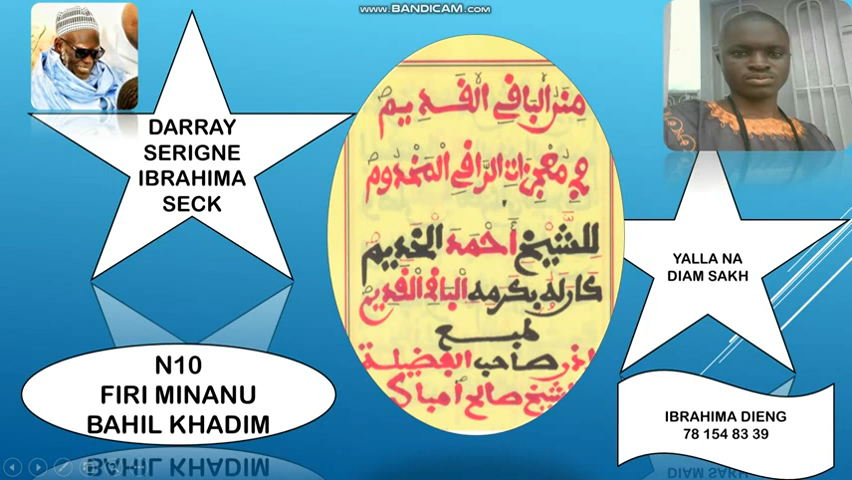 www.BANDICAM.com
DARRAY
SERIGNE
IBRAHIMA
SECK
منن الباقي القديم
في معجزات الراقي المخدوم
للشيخ أحمد الخديم
كان له بكرمه الباقي القديم
طبع
صاحب الفضيلة
الشيخ صالح أمباكي
YALLA NA
DIAM SAKH
N10
FIRI MINANU
BAHIL KHADIM
IBRAHIMA DIENG
78 154 83 39